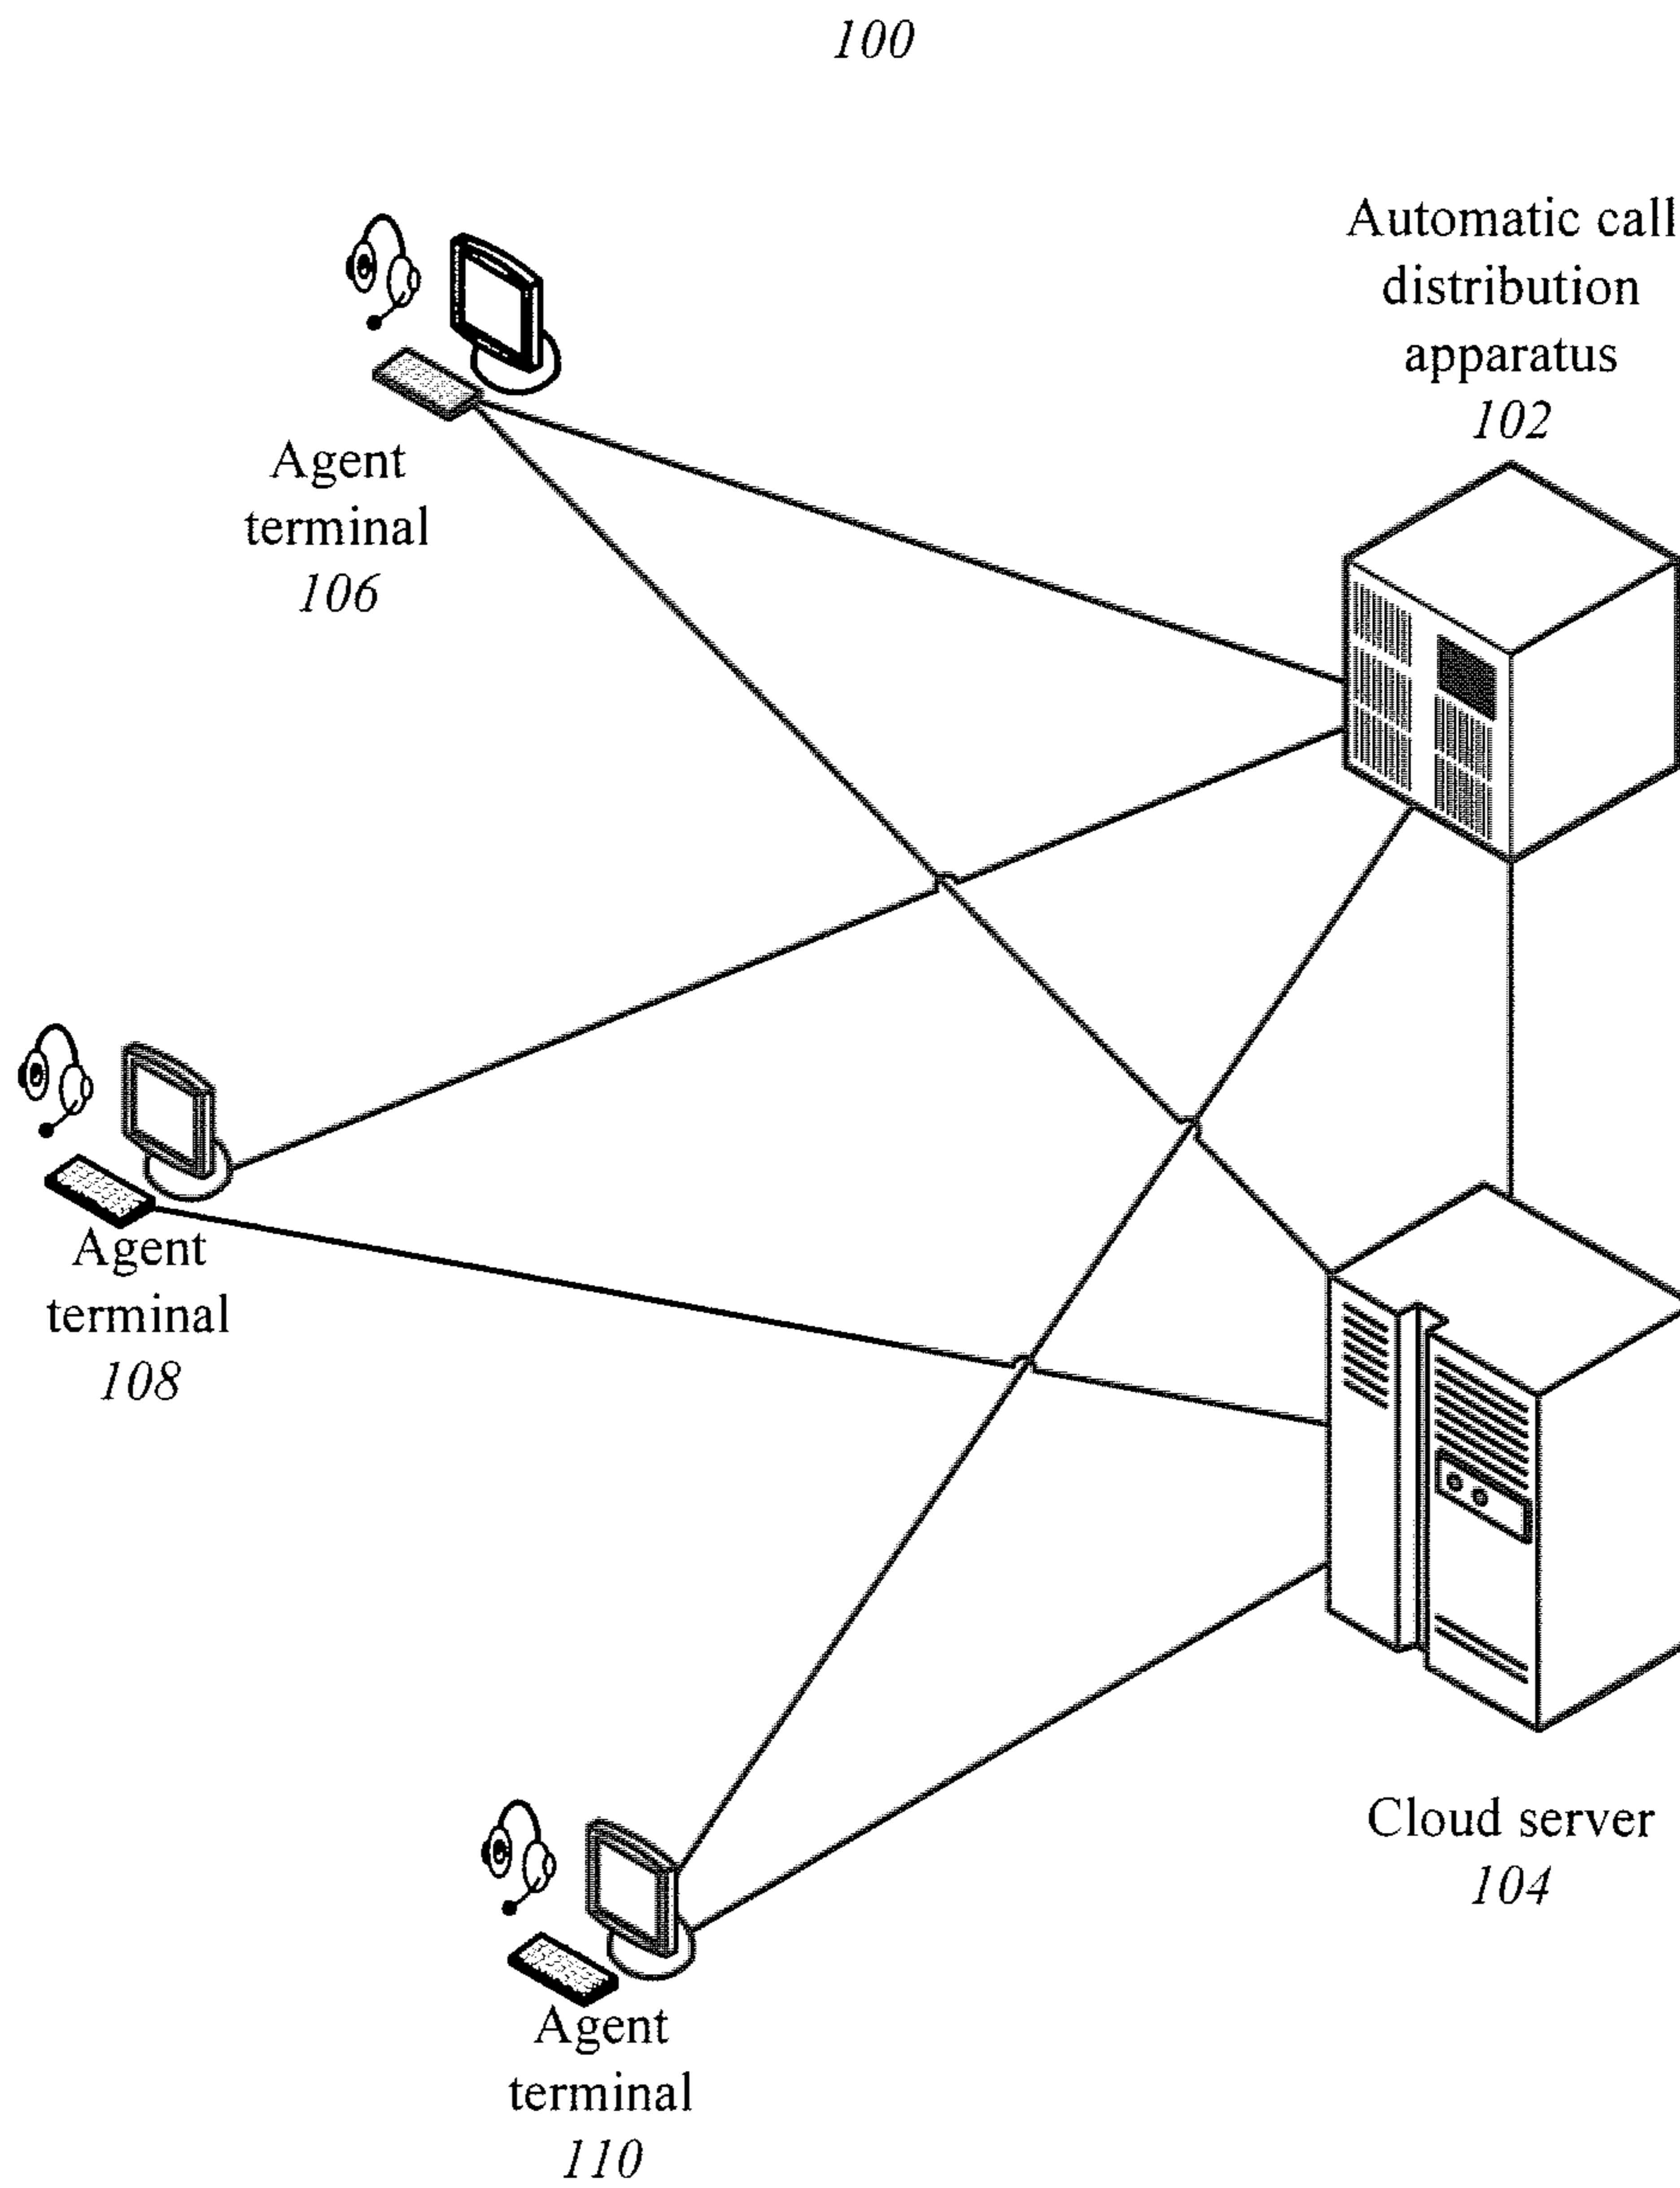 100
Automatic call
distribution
apparatus
102
Agent
terminal
106
Agent
terminal
108
Cloud server
104
Agent
terminal
110